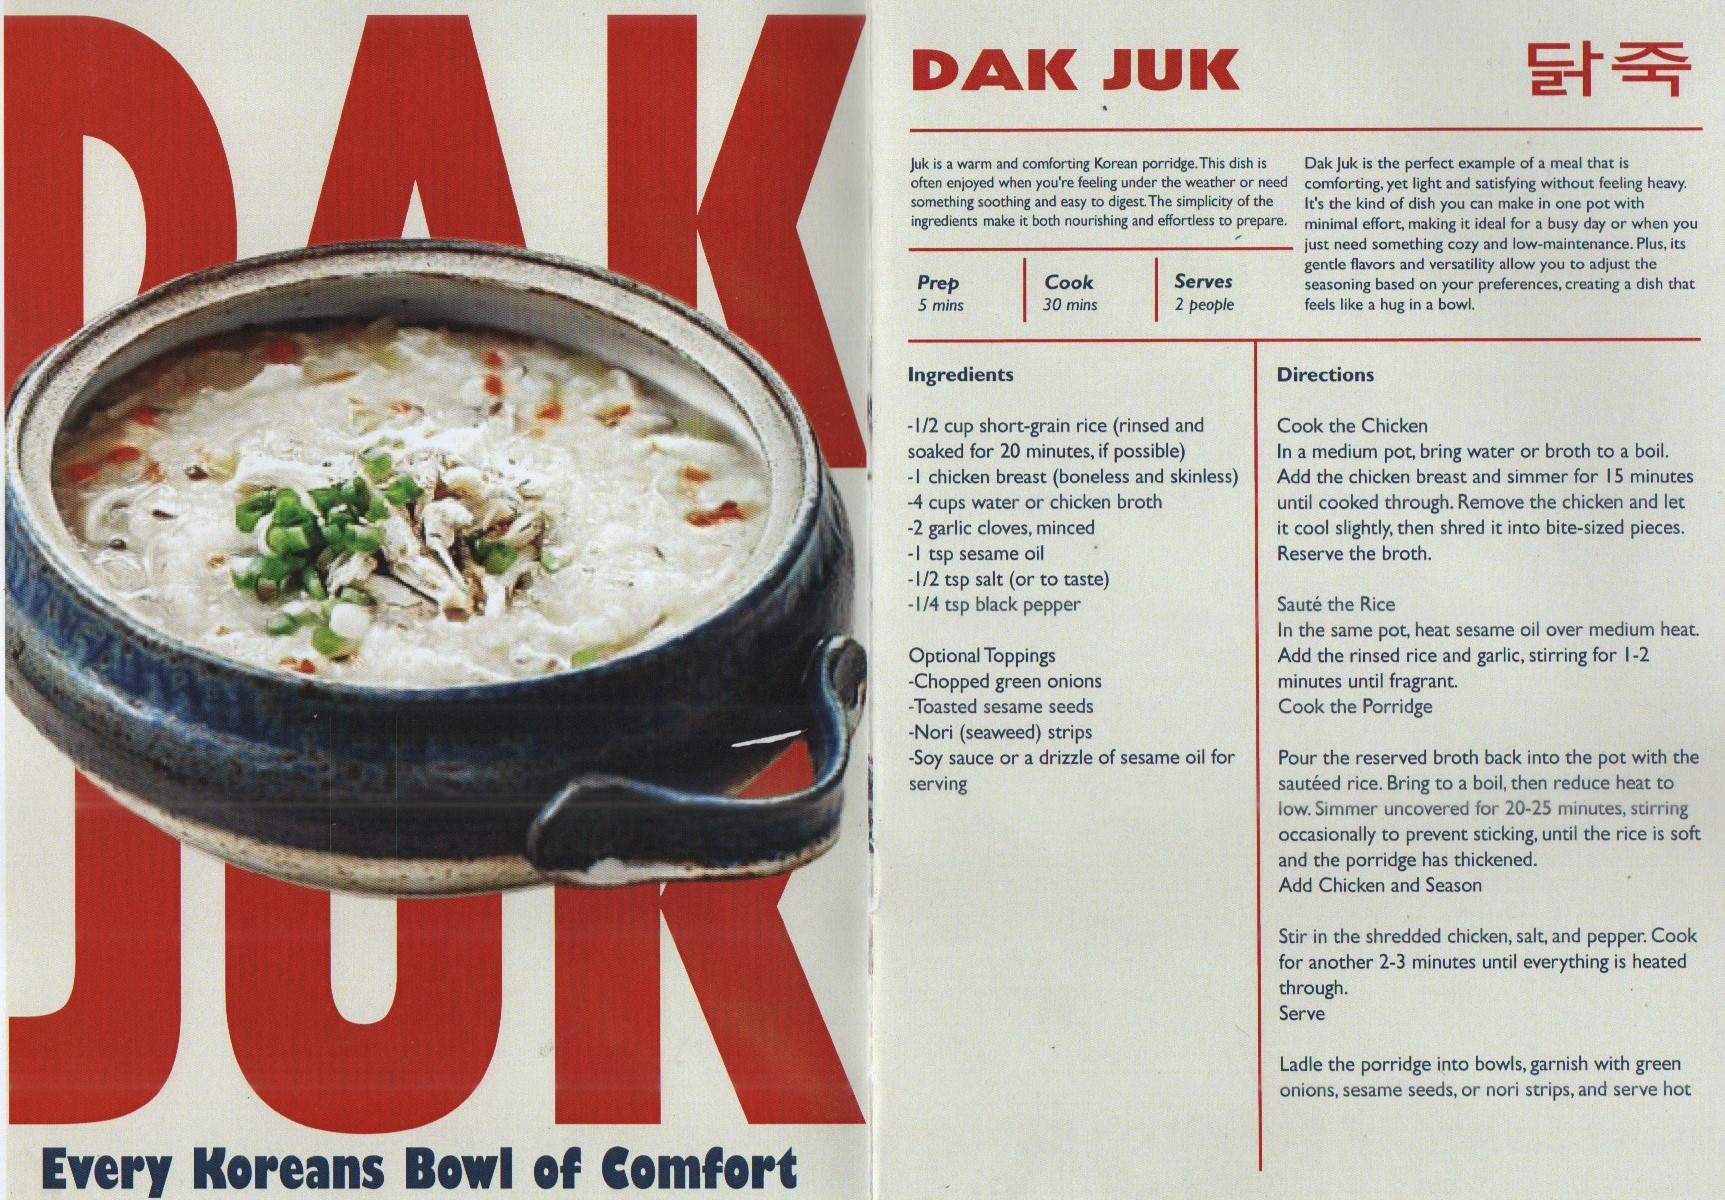 DAK
JUK
Every Koreans Bowl of Comfort
DAK JUK
닭죽
Juk is a warm and comforting Korean porridge. This dish is
often enjoyed when you're feeling under the weather or need
something soothing and easy to digest. The simplicity of the
ingredients make it both nourishing and effortless to prepare.
Dak Juk is the perfect example of a meal that is
comforting, yet light and satisfying without feeling heavy.
It's the kind of dish you can make in one pot with
minimal effort, making it ideal for a busy day or when you
just need something cozy and low-maintenance. Plus, its
gentle flavors and versatility allow you to adjust the
seasoning based on your preferences, creating a dish that
feels like a hug in a bowl.
Prep
5 mins
Cook
30 mins
Serves
2 people
Ingredients
-1/2 cup short-grain rice (rinsed and
soaked for 20 minutes, if possible)
-1 chicken breast (boneless and skinless)
-4 cups water or chicken broth
-2 garlic cloves, minced
-1 tsp sesame oil
-1/2 tsp salt (or to taste)
-1/4 tsp black pepper
Optional Toppings
-Chopped green onions
-Toasted sesame seeds
-Nori (seaweed) strips
-Soy sauce or a drizzle of sesame oil for
serving
Directions
Cook the Chicken
In a medium pot, bring water or broth to a boil.
Add the chicken breast and simmer for 15 minutes
until cooked through. Remove the chicken and let
it cool slightly, then shred it into bite-sized pieces.
Reserve the broth.
Sauté the Rice
In the same pot, heat sesame oil over medium heat.
Add the rinsed rice and garlic, stirring for 1-2
minutes until fragrant.
Cook the Porridge
Pour the reserved broth back into the pot with the
sautéed rice. Bring to a boil, then reduce heat to
low. Simmer uncovered for 20-25 minutes, stirring
occasionally to prevent sticking, until the rice is soft
and the porridge has thickened.
Add Chicken and Season
Stir in the shredded chicken, salt, and pepper. Cook
for another 2-3 minutes until everything is heated
through.
Serve
Ladle the porridge into bowls, garnish with green
onions, sesame seeds, or nori strips, and serve hot